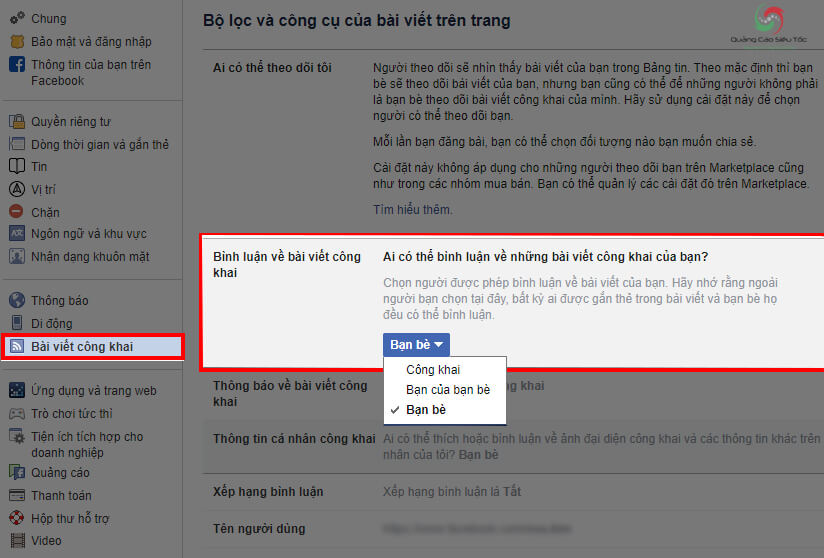 Chung
Bảo mật và đăng nhập
Thông tin của bạn trên
Facebook
Quyền riêng tư
Dòng thời gian và gắn thẻ
Tin
Vị trí
Chặn
Ngôn ngữ và khu vực
Nhận dạng khuôn mặt
Thông báo
Di động
Bài viết công khai
Ứng dụng và trang web
Trò chơi tức thì
Tiện ích tích hợp cho
doanh nghiệp
Quảng cáo
Thanh toán
Hộp thư hỗ trợ
Video
Bộ lọc và công cụ của bài viết trên trang
Quảng Cáo Siêu Tốc
Ai có thể theo dõi tôi
Người theo dõi sẽ nhìn thấy bài viết của bạn trong Bảng tin. Theo mặc định thì bạn
bè sẽ theo dõi bài viết của bạn, nhưng bạn cũng có thể để những người không phải
là bạn bè theo dõi bài viết công khai của mình. Hãy sử dụng cài đặt này để chọn
người có thể theo dõi bạn.
Mỗi lần bạn đăng bài, bạn có thể chọn đối tượng nào bạn muốn chia sẻ.
Cài đặt này không áp dụng cho những người theo dõi bạn trên Marketplace cũng
như trong các nhóm mua bán. Bạn có thể quản lý các cài đặt đó trên Marketplace.
Tìm hiểu thêm.
Bình luận về bài viết công
khai
Ai có thể bình luận về những bài viết công khai của bạn?
Chọn người được phép bình luận về bài viết của bạn. Hãy nhớ rằng ngoài
người bạn chọn tại đây, bất kỳ ai được gắn thẻ trong bài viết và bạn bè họ
đều có thể bình luận.
Bạn bè
Công khai
Bạn của bạn bè
Bạn bè
Thông báo về bài viết công
khai
ng khai
Thông tin cá nhân công khai
Ai có thể thích hoặc bình luận về ảnh đại diện công khai và các thông tin khác trên
nhân của tôi? Bạn bè
Xếp hạng bình luận
Xếp hạng bình luận là Tắt
Tên người dùng